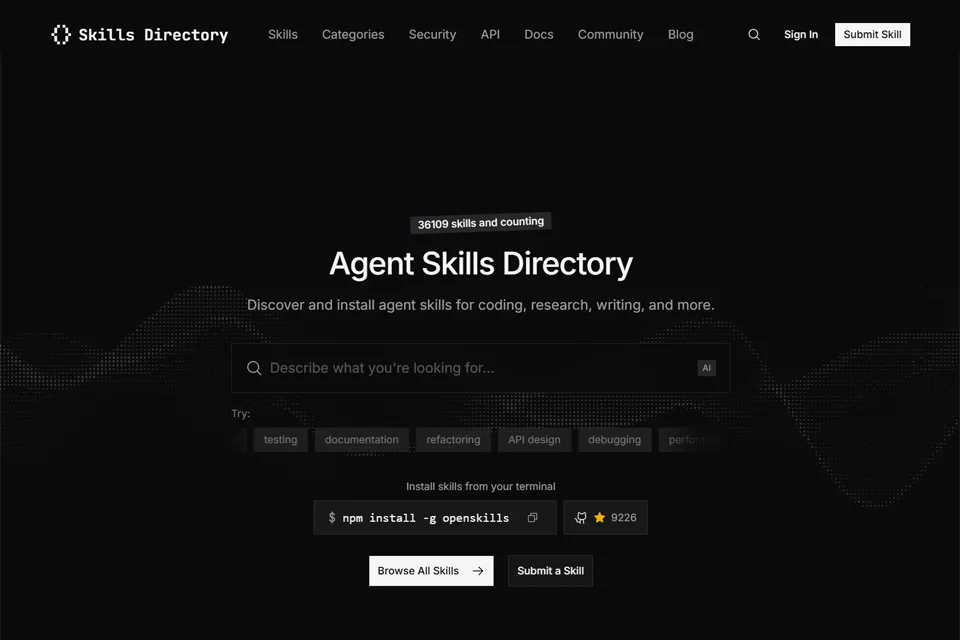 Skills Directory
Skills Categories Security API Docs Community Blog
Sign In
Submit Skill
36109 skills and counting
Agent Skills Directory
Discover and install agent skills for coding, research, writing, and more.
Describe what you're looking for...
AI
Try:
testing documentation refactoring API design debugging
Install skills from your terminal
$ npm install -g openskills
9226
Browse All Skills →
Submit a Skill